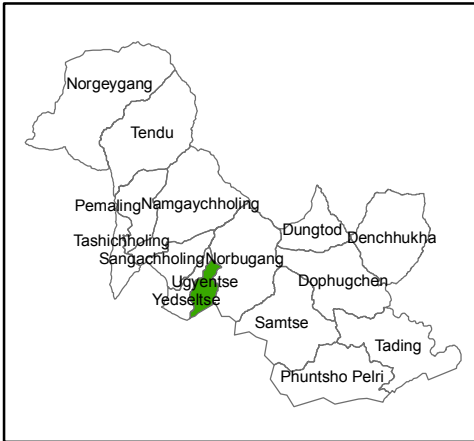 Norgeygang
Tendu
Pemaling
Namgaychholing
Dungtod
Denchhukha
Tashichholing
Sangachholing
Norbugang
Ugyentse
Dophugchen
Yedseltse
Samtse
Tading
Phuntsho Pelri